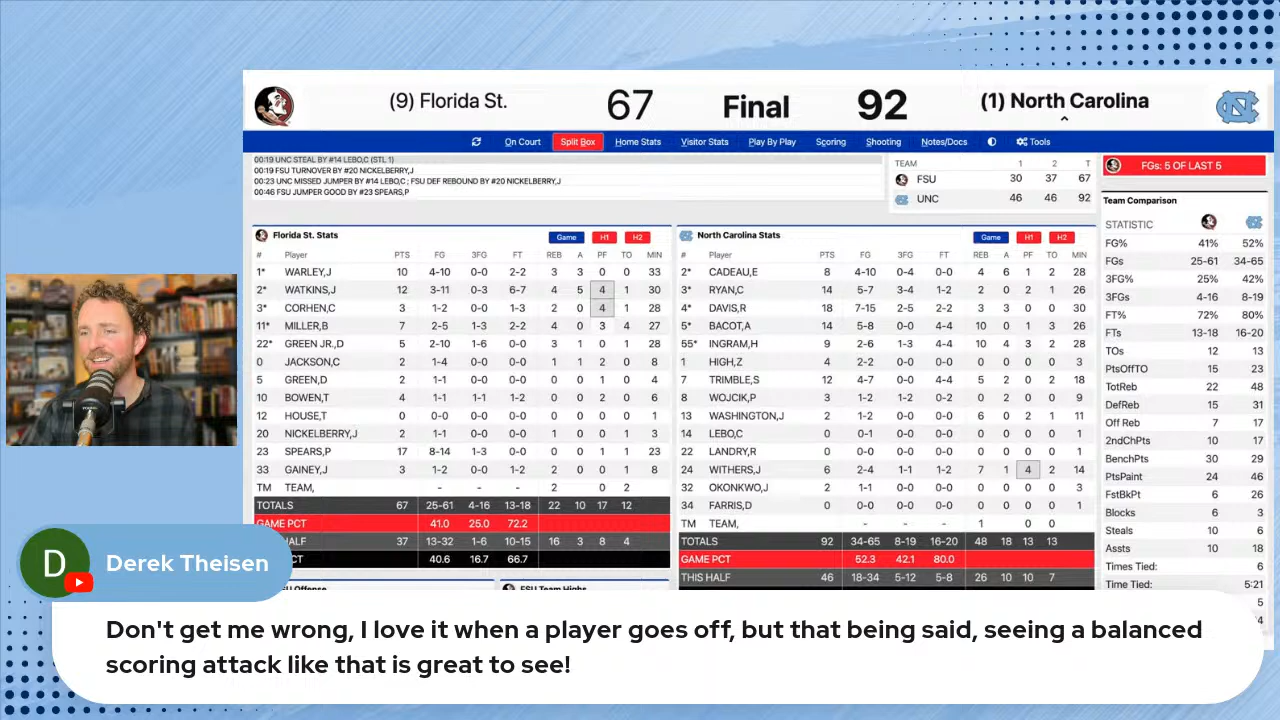 (9) Florida St. 67 Final 92 (1) North Carolina
On Court Split Box Home Stats Visitor Stats Play By Play Scoring Shooting Notes/Docs Tools
00:19 UNC STEAL BY #14 LEBO,C (STL 1)
00:19 FSU TURNOVER BY #20 NICKELBERRY,J
00:23 UNC MISSED JUMPER BY #14 LEBO,C; FSU DEF REBOUND BY #20 NICKELBERRY,J
00:46 FSU JUMPER GOOD BY #23 SPEARS,P
TEAM 1 2 T
FSU 30 37 67
UNC 46 46 92
FGs: 5 OF LAST 5
Florida St. Stats Game H1 H2
# Player PTS FG 3FG FT REB A PF TO MIN
1* WARLEY,J 10 4-10 0-0 2-2 3 3 0 0 33
2* WATKINS,J 12 3-11 0-3 6-7 4 5 4 1 30
3* CORHEN,C 3 1-2 0-0 1-3 2 0 4 1 28
11* MILLER,B 7 2-5 1-3 2-2 4 0 3 4 27
22* GREEN JR,D 5 2-10 1-6 0-0 3 1 0 1 28
0 JACKSON,C 2 1-4 0-0 0-0 1 1 2 0 8
5 GREEN,D 2 1-1 0-0 0-0 0 0 1 0 4
10 BOWEN,T 4 1-1 1-1 1-2 0 0 2 0 6
12 HOUSE,T 0 0-0 0-0 0-0 0 0 0 0 1
20 NICKELBERRY,J 2 1-1 0-0 0-0 1 0 0 1 3
23 SPEARS,P 17 8-14 1-3 0-0 1 0 1 1 23
33 GAINEY,J 3 1-2 0-0 1-2 2 0 0 1 8
TM TEAM, - - - 2 0 2
TOTALS 67 25-61 4-16 13-18 22 10 17 12
GAME PCT 41.0 25.0 72.2
HALF 37 13-32 1-6 10-15 16 3 8 4
CT 40.6 16.7 66.7
SU Offense FSU Team Highs
North Carolina Stats Game H1 H2
# Player PTS FG 3FG FT REB A PF TO MIN
2* CADEAU,E 8 4-10 0-4 0-0 4 6 1 2 28
3* RYAN,C 14 5-7 3-4 1-2 2 0 2 1 26
4* DAVIS,R 18 7-15 2-5 2-2 3 3 0 0 30
5* BACOT,A 14 5-8 0-0 4-4 10 0 1 3 26
55* INGRAM,H 9 2-6 1-3 4-4 10 4 3 2 28
1 HIGH,Z 4 2-2 0-0 0-0 0 0 0 0 3
7 TRIMBLE,S 12 4-7 0-0 4-4 5 2 0 2 18
8 WOJCIK,P 3 1-2 1-2 0-0 0 2 0 0 9
13 WASHINGTON,J 2 1-2 0-0 0-0 6 0 2 1 11
14 LEBO,C 0 0-1 0-0 0-0 0 0 0 0 1
22 LANDRY,R 0 0-0 0-0 0-0 0 0 0 0 1
24 WITHERS,J 6 2-4 1-1 1-2 7 1 4 2 14
32 OKONKWO,J 2 1-1 0-0 0-0 0 0 0 0 3
34 FARRIS,D 0 0-0 0-0 0-0 0 0 0 0 1
TM TEAM, - - - 1 0 0
TOTALS 92 34-65 8-19 16-20 48 18 13 13
GAME PCT 52.3 42.1 80.0
THIS HALF 46 18-34 5-12 5-8 26 10 10 7
Team Comparison
STATISTIC
FG% 41% 52%
FGs 25-61 34-65
3FG% 25% 42%
3FGs 4-16 8-19
FT% 72% 80%
FTs 13-18 16-20
TOs 12 13
PtsOffTO 15 23
TotReb 22 48
DefReb 15 31
Off Reb 7 17
2ndChPts 10 17
BenchPts 30 29
PtsPaint 24 46
FstBkPt 6 26
Blocks 6 3
Steals 10 6
Assts 10 18
Times Tied: 6
Time Tied: 5:21
5
D
Derek Theisen
Don't get me wrong, I love it when a player goes off, but that being said, seeing a balanced
scoring attack like that is great to see!